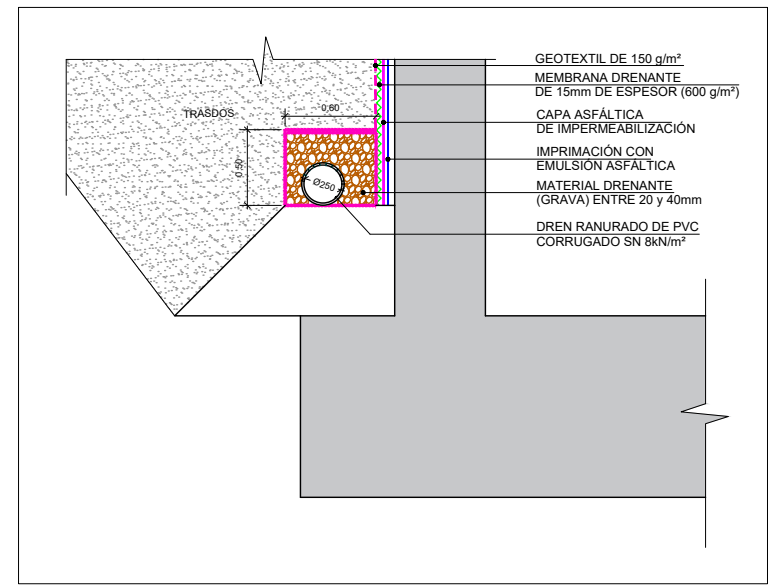 GEOTEXTIL DE 150 g/m²
MEMBRANA DRENANTE
DE 15mm DE ESPESOR (600 g/m²)
TRASDOS
0,60
CAPA ASFÁLTICA
DE IMPERMEABILIZACIÓN
IMPRIMACIÓN CON
EMULSIÓN ASFÁLTICA
0,50
Ø250
MATERIAL DRENANTE
(GRAVA) ENTRE 20 y 40mm
DREN RANURADO DE PVC
CORRUGADO SN 8kN/m²